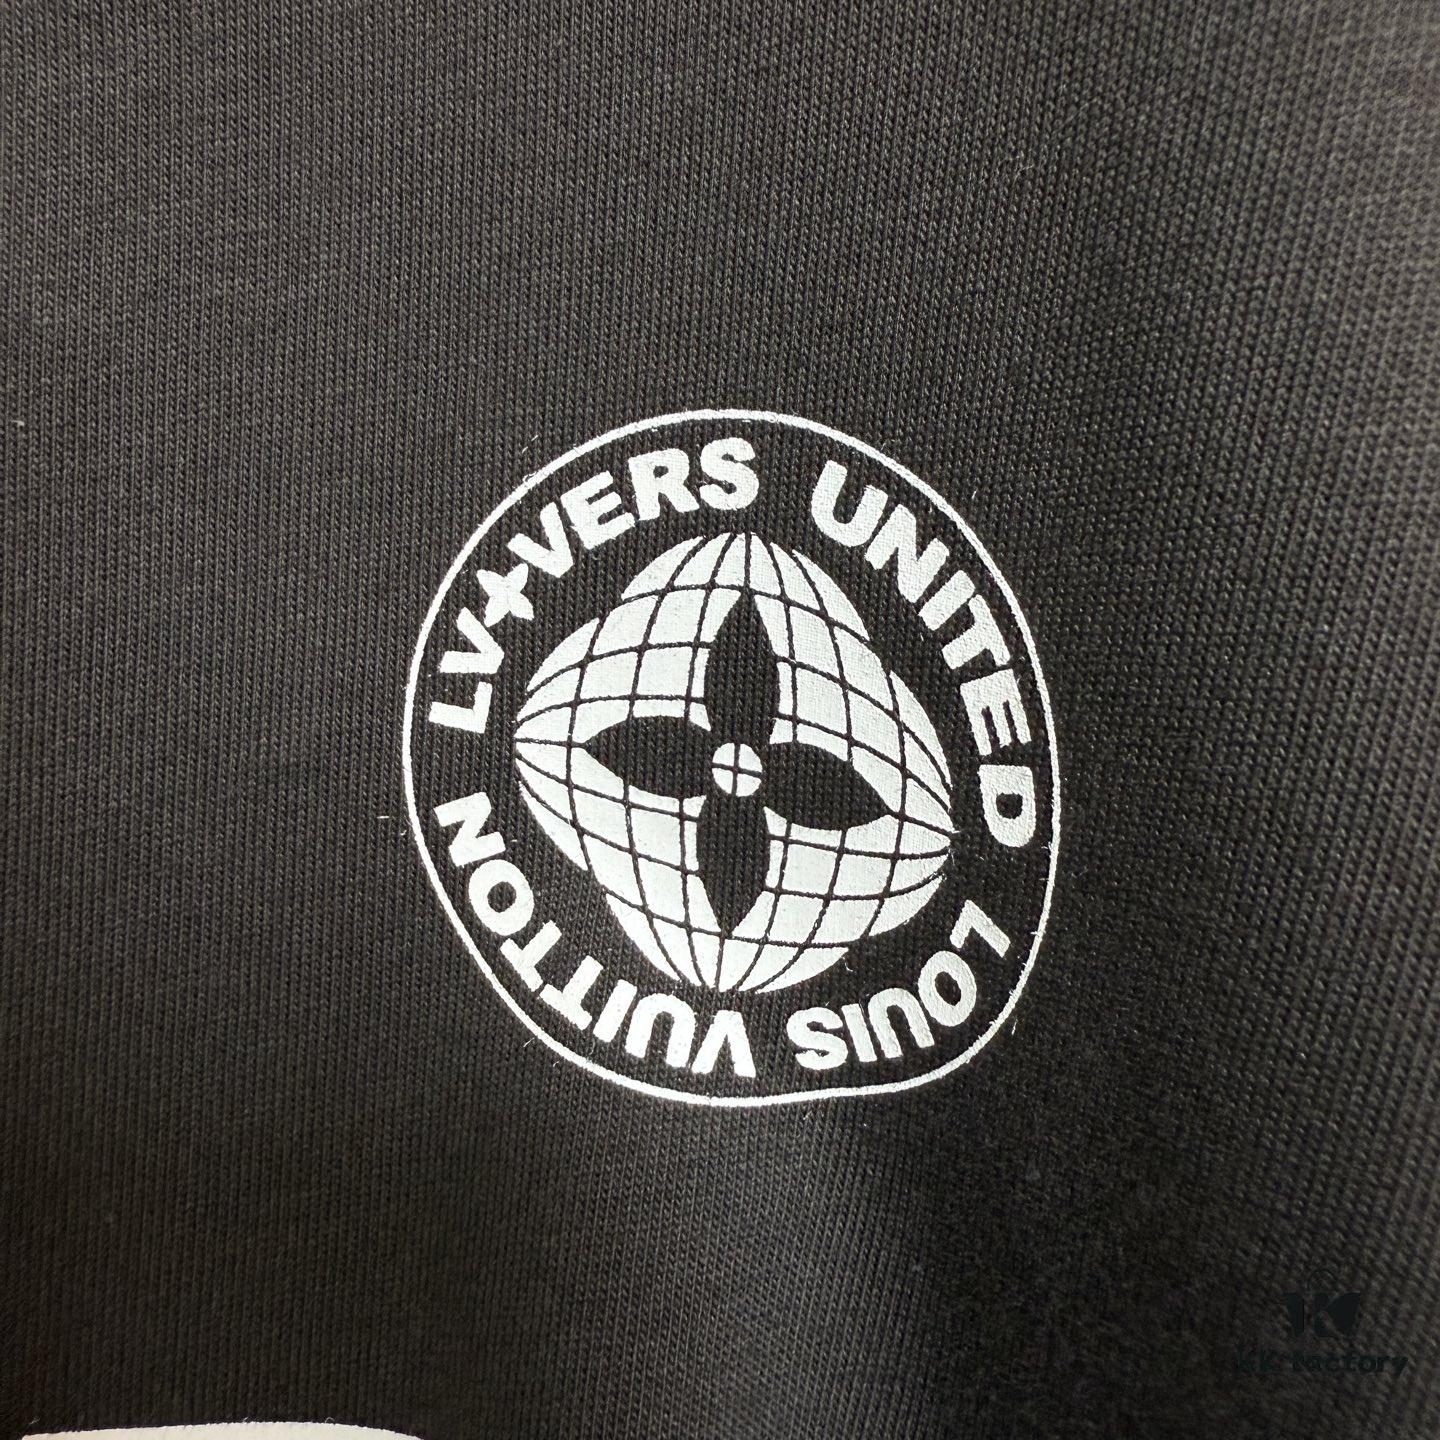 LV VERS UNITED
LOUIS VUITTON
KK factory